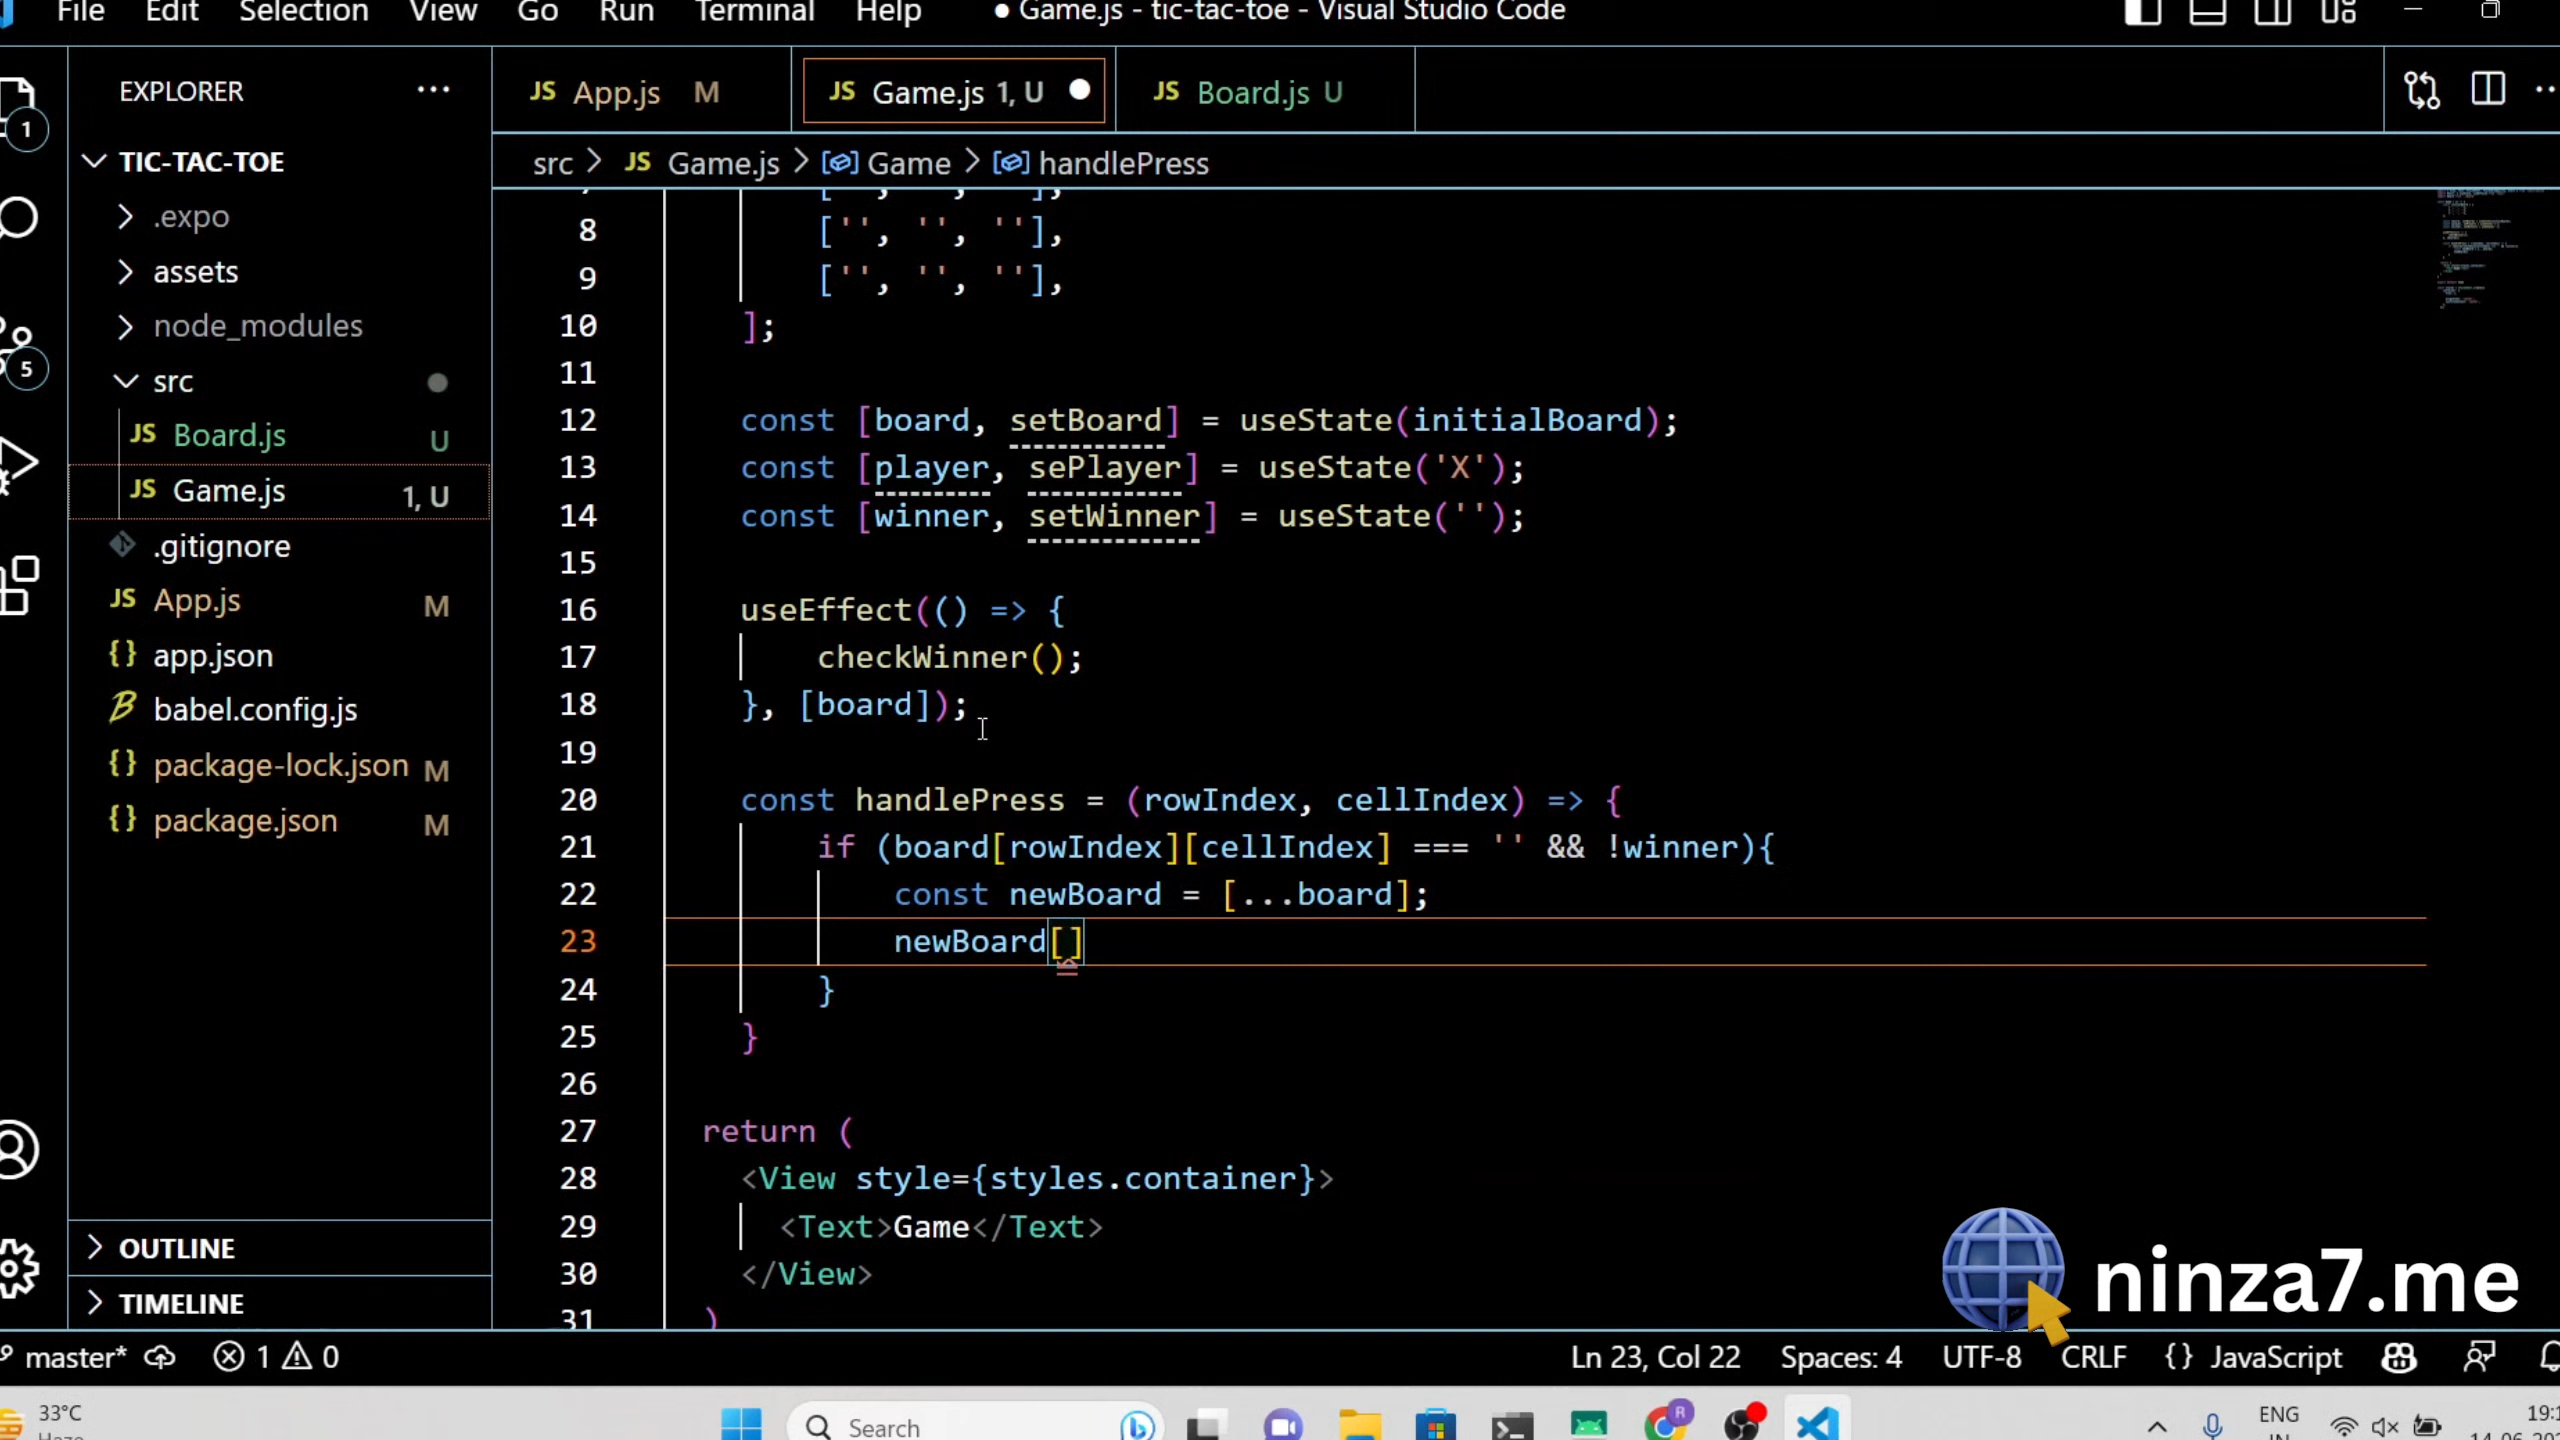 File Edit Selection View Go Run Terminal Help ● Game.js - tic-tac-toe - Visual Studio Code
EXPLORER ...
JS App.js M JS Game.js 1, U ● JS Board.js U
1
TIC-TAC-TOE
src > JS Game.js > Game > handlePress
.expo
assets
node_modules
src
5
JS Board.js U
JS Game.js 1, U
.gitignore
JS App.js M
{} app.json
babel.config.js
{} package-lock.json M
{} package.json M
OUTLINE
TIMELINE
8 ['', '', ''],
9 ['', '', ''],
10 ];
11
12 const [board, setBoard] = useState(initialBoard);
13 const [player, sePlayer] = useState('X');
14 const [winner, setWinner] = useState('');
15
16 useEffect(() => {
17 checkWinner();
18 }, [board]);
19
20 const handlePress = (rowIndex, cellIndex) => {
21 if (board[rowIndex][cellIndex] === '' && !winner){
22 const newBoard = [...board];
23 newBoard[]
24 }
25 }
26
27 return (
28 <View style={styles.container}>
29 <Text>Game</Text>
30 </View>
31 )
ninza7.me
master* 1 0 Ln 23, Col 22 Spaces: 4 UTF-8 CRLF {} JavaScript
33°C
Search
R
ENG